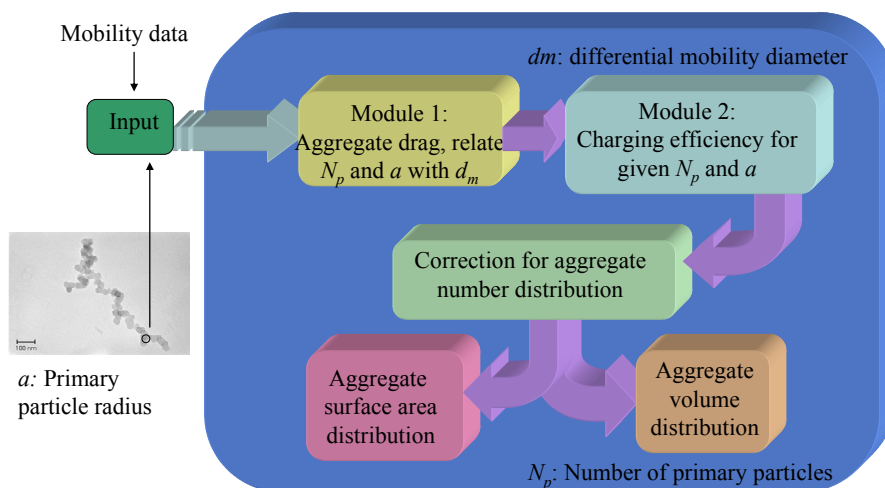 Mobility data
dm: differential mobility diameter
Input
Module 1:
Aggregate drag, relate
Np and a with dm
Module 2:
Charging efficiency for
given Np and a
Correction for aggregate
number distribution
100 nm
a: Primary
particle radius
Aggregate
surface area
distribution
Aggregate
volume
distribution
Np: Number of primary particles